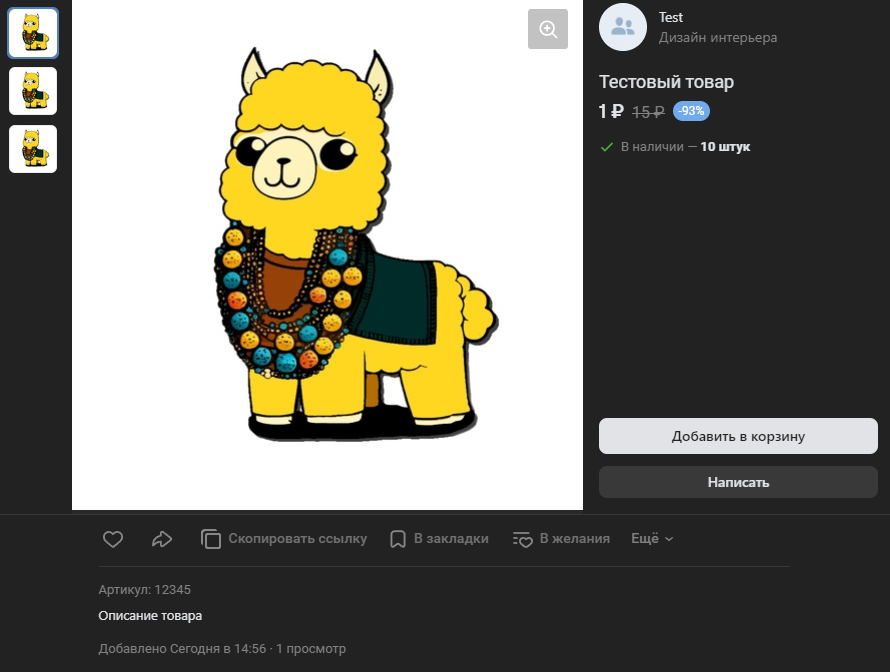 Test
Дизайн интерьера
Тестовый товар
1 ₽ 15 ₽ -93%
В наличии — 10 штук
Добавить в корзину
Написать
Скопировать ссылку В закладки В желания Ещё
Артикул: 12345
Описание товара
Добавлено Сегодня в 14:56 · 1 просмотр